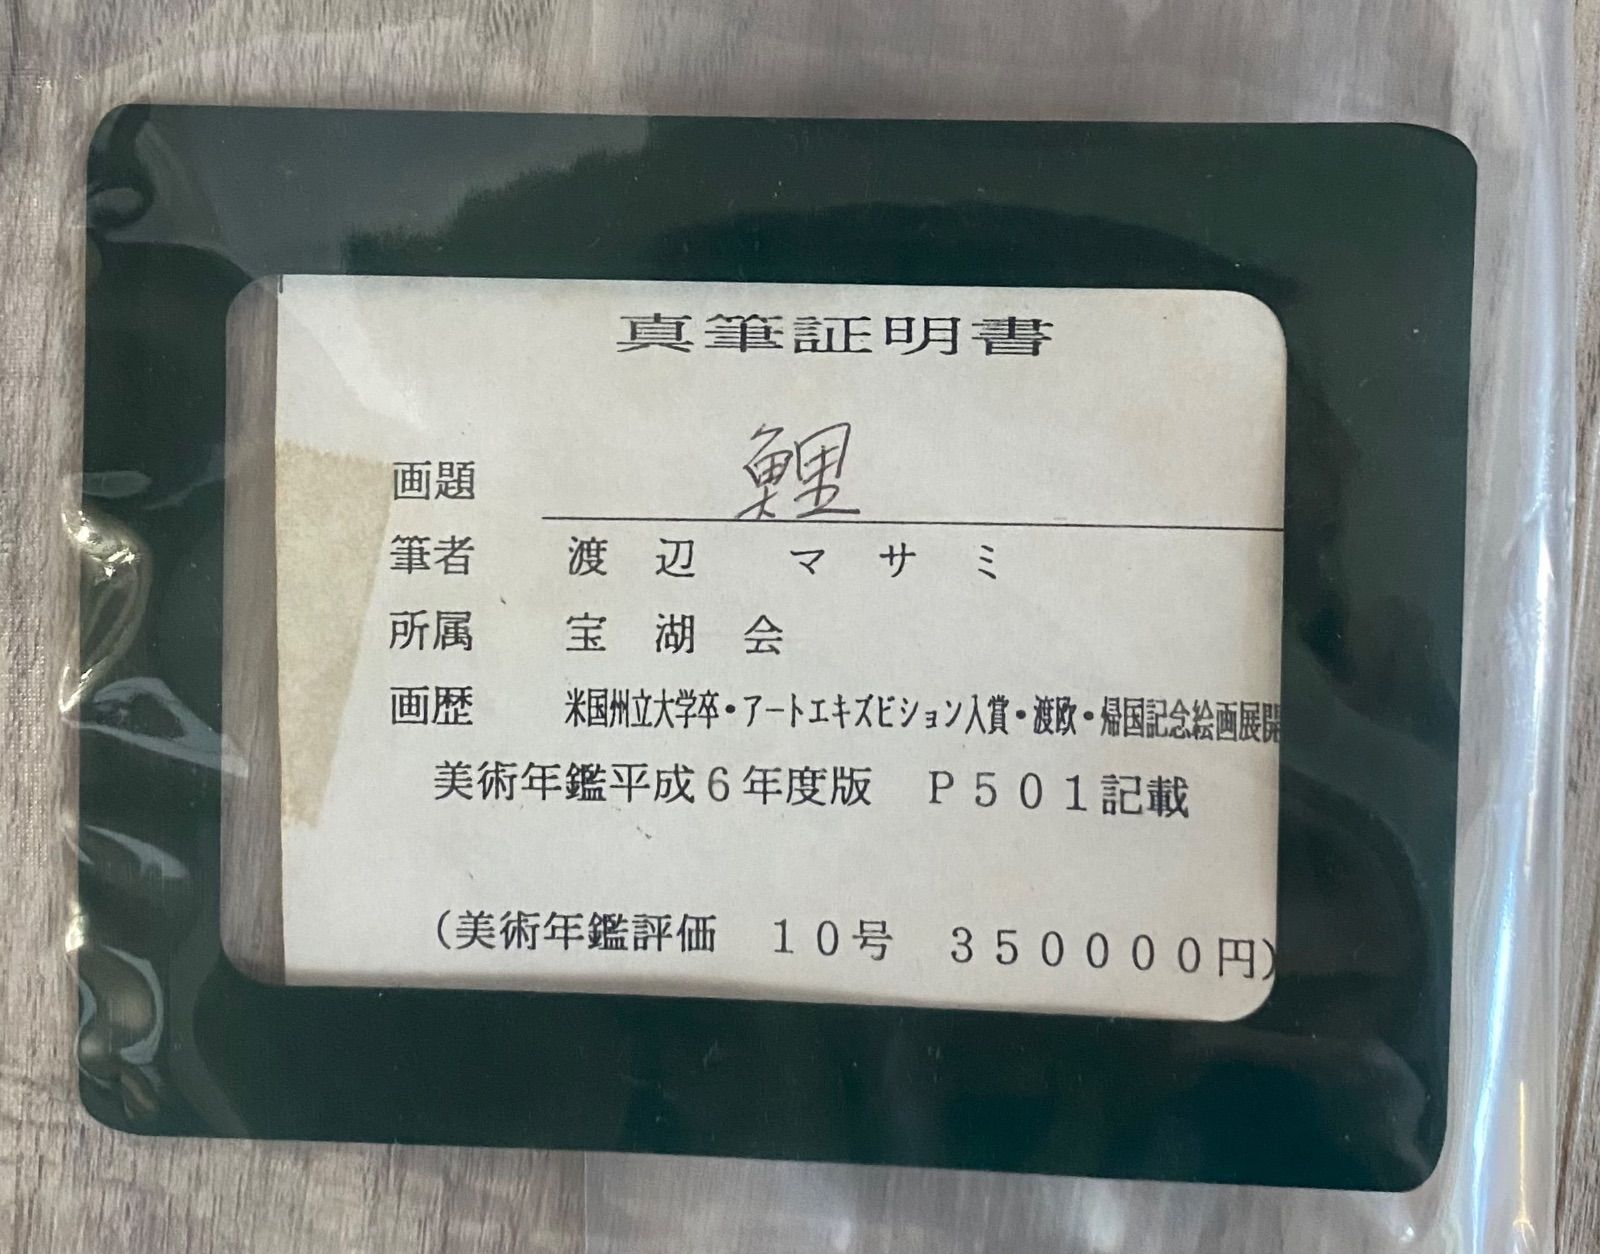 真筆証明書
画題 鯉
筆者 渡辺 マサミ
所属 宝湖会
画歴 米国州立大学卒・アートエキズビション入賞・渡欧・帰国記念絵画展開
美術年鑑平成６年度版 Ｐ５０１記載
（美術年鑑評価 １０号 ３５００００円）